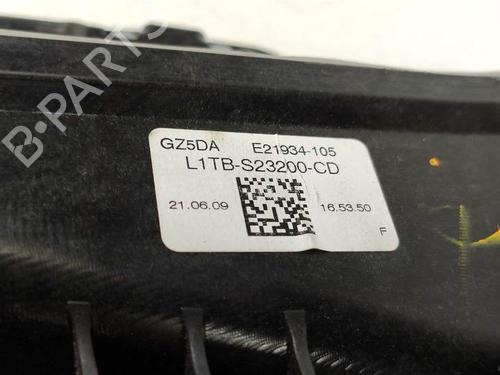 GZ5DA E21934-105
L1TB-S23200-CD
21.06.09 16.53.50
F
B-PARTS